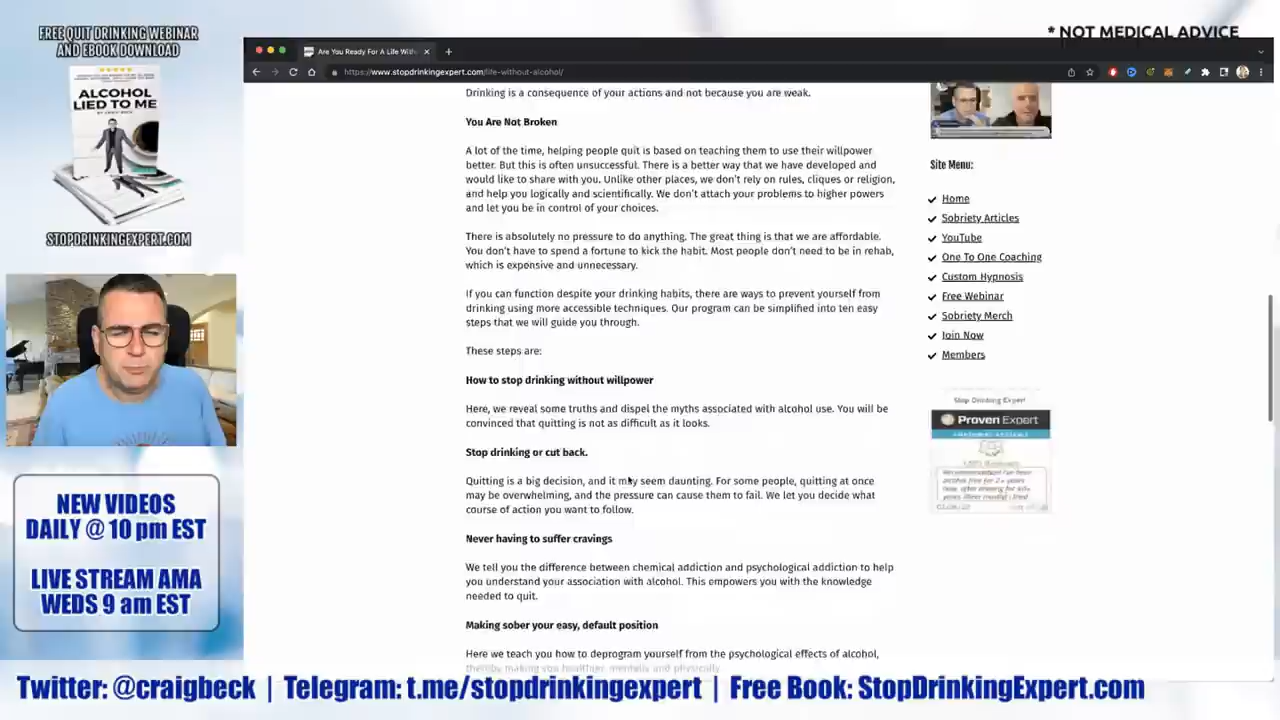 FREE QUIT DRINKING WEBINAR
AND EBOOK DOWNLOAD
ALCOHOL
LIED TO ME
STOPDRINKINGEXPERT.COM
NEW VIDEOS
DAILY @ 10 pm EST
LIVE STREAM AMA
WEDS 9 am EST
* NOT MEDICAL ADVICE
Are You Ready For A Life With
https://www.stopdrinkingexpert.com/life-without-alcohol/
Drinking is a consequence of your actions and not because you are weak.
You Are Not Broken
A lot of the time, helping people quit is based on teaching them to use their willpower
better. But this is often unsuccessful. There is a better way that we have developed and
would like to share with you. Unlike other places, we don't rely on rules, cliques or religion,
and help you logically and scientifically. We don't attach your problems to higher powers
and let you be in control of your choices.
There is absolutely no pressure to do anything. The great thing is that we are affordable.
You don't have to spend a fortune to kick the habit. Most people don't need to be in rehab,
which is expensive and unnecessary.
If you can function despite your drinking habits, there are ways to prevent yourself from
drinking using more accessible techniques. Our program can be simplified into ten easy
steps that we will guide you through.
These steps are:
How to stop drinking without willpower
Here, we reveal some truths and dispel the myths associated with alcohol use. You will be
convinced that quitting is not as difficult as it looks.
Stop drinking or cut back.
Quitting is a big decision, and it may seem daunting. For some people, quitting at once
may be overwhelming, and the pressure can cause them to fail. We let you decide what
course of action you want to follow.
Never having to suffer cravings
We tell you the difference between chemical addiction and psychological addiction to help
you understand your association with alcohol. This empowers you with the knowledge
needed to quit.
Making sober your easy, default position
Here we teach you how to deprogram yourself from the psychological effects of alcohol,
thereby making you healthier, mentally and physically.
Site Menu:
Home
Sobriety Articles
YouTube
One To One Coaching
Custom Hypnosis
Free Webinar
Sobriety Merch
Join Now
Members
Stop Drinking Expert
Proven Expert
Twitter: @craigbeck | Telegram: t.me/stopdrinkingexpert | Free Book: StopDrinkingExpert.com